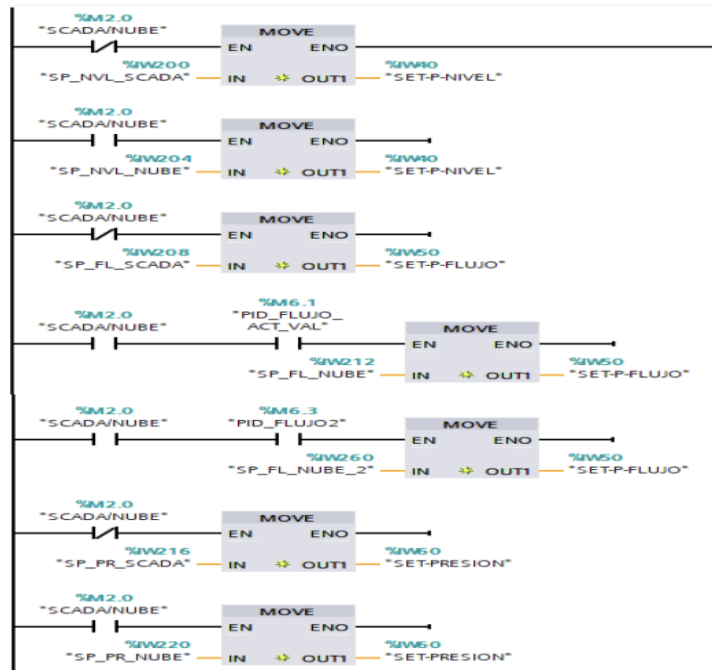 %M2.0
"SCADA/NUBE"
MOVE
EN ENO
%IW200 %IW40
"SP_NVL_SCADA" IN OUT1 "SET-P-NIVEL"
%M2.0
"SCADA/NUBE"
MOVE
EN ENO
%IW204 %IW40
"SP_NVL_NUBE" IN OUT1 "SET-P-NIVEL"
%M2.0
"SCADA/NUBE"
MOVE
EN ENO
%IW208 %IW50
"SP_FL_SCADA" IN OUT1 "SET-P-FLUJO"
%M6.1
%M2.0 "PID_FLUJO_
"SCADA/NUBE" ACT_VAL"
MOVE
EN ENO
%IW212 %IW50
"SP_FL_NUBE" IN OUT1 "SET-P-FLUJO"
%M2.0 %M6.3
"SCADA/NUBE" "PID_FLUJO2"
MOVE
EN ENO
%IW260 %IW50
"SP_FL_NUBE_2" IN OUT1 "SET-P-FLUJO"
%M2.0
"SCADA/NUBE"
MOVE
EN ENO
%IW216 %IW60
"SP_PR_SCADA" IN OUT1 "SET-PRESION"
%M2.0
"SCADA/NUBE"
MOVE
EN ENO
%IW220 %IW60
"SP_PR_NUBE" IN OUT1 "SET-PRESION"